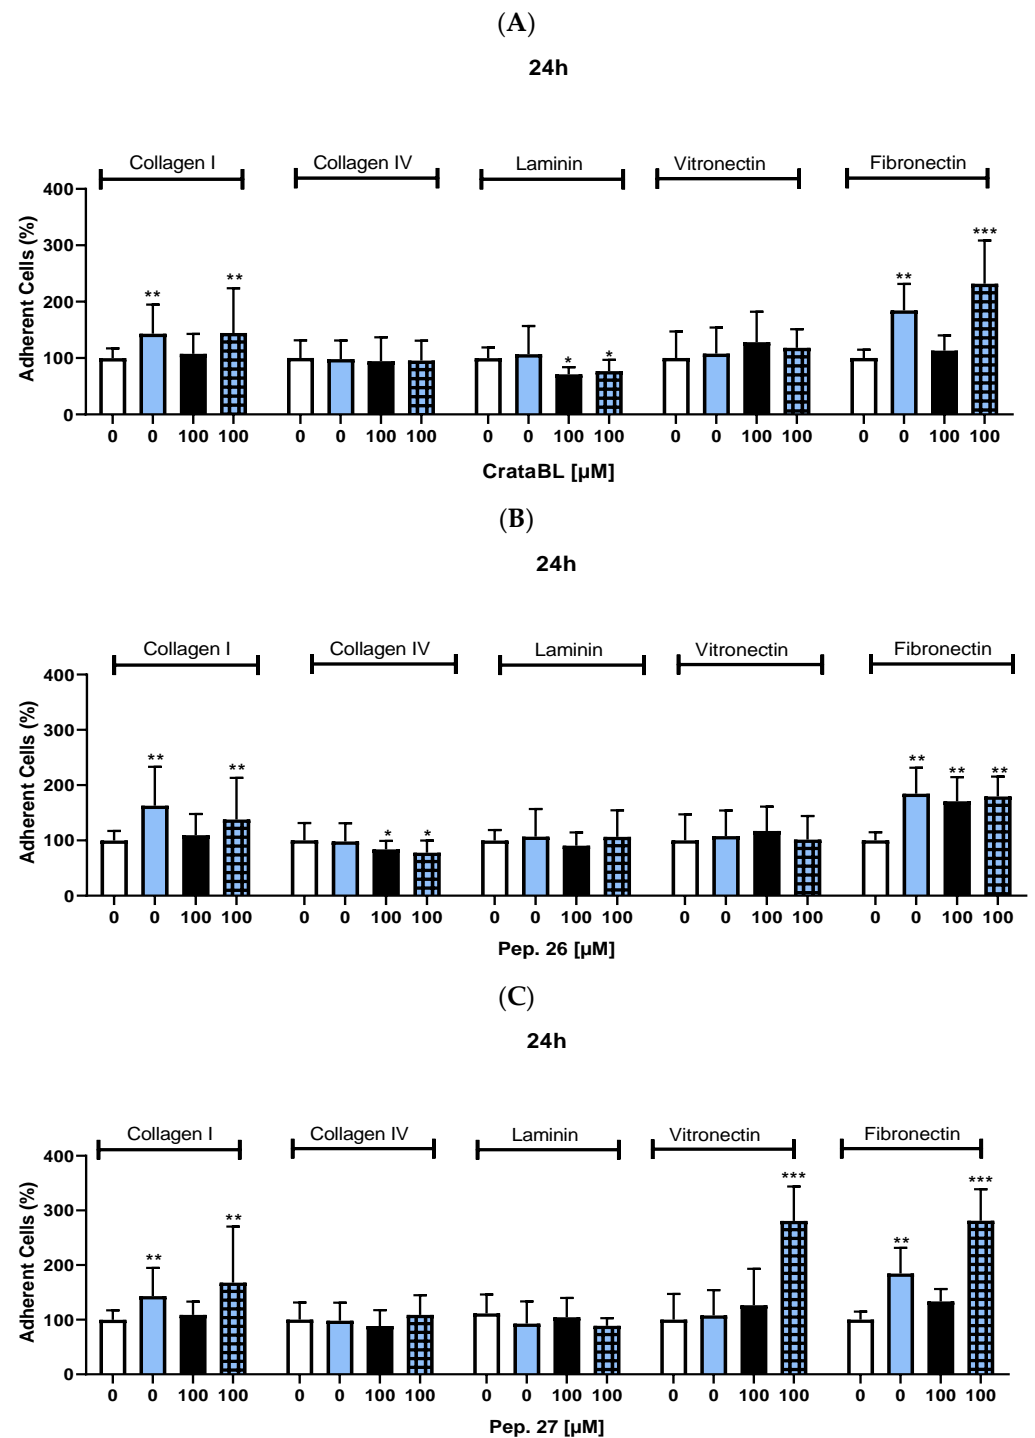 (A)
24h
Collagen I Collagen IV Laminin Vitronectin Fibronectin
Adherent Cells (%)
400
300
200
100
0
** ** * * ** ***
0 0 100 100 0 0 100 100 0 0 100 100 0 0 100 100 0 0 100 100
CrataBL [µM]
(B)
24h
Collagen I Collagen IV Laminin Vitronectin Fibronectin
Adherent Cells (%)
400
300
200
100
0
** ** * * ** ** **
0 0 100 100 0 0 100 100 0 0 100 100 0 0 100 100 0 0 100 100
Pep. 26 [µM]
(C)
24h
Collagen I Collagen IV Laminin Vitronectin Fibronectin
Adherent Cells (%)
400
300
200
100
0
** ** *** ** ***
0 0 100 100 0 0 100 100 0 0 100 100 0 0 100 100 0 0 100 100
Pep. 27 [µM]